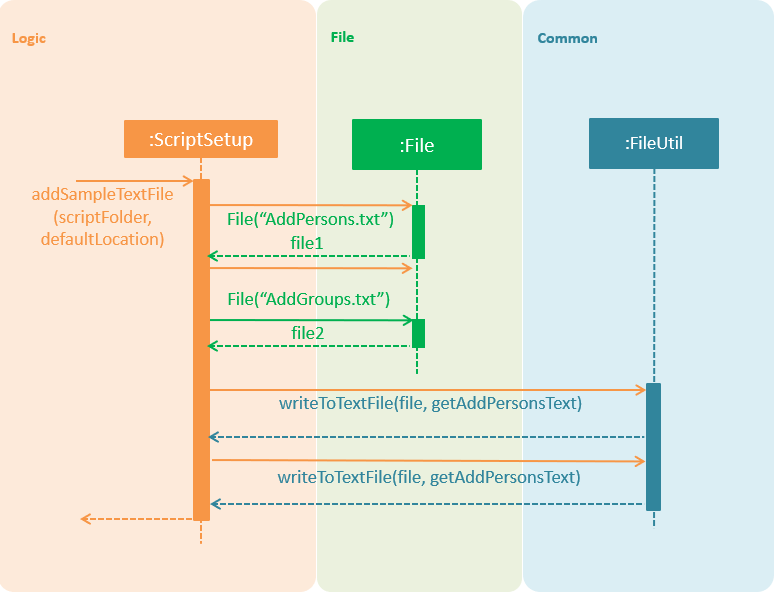 Logic
File
Common
:ScriptSetup
:File
:FileUtil
addSampleTextFile
(scriptFolder,
defaultLocation)
File(“AddPersons.txt”)
file1
File(“AddGroups.txt”)
file2
writeToTextFile(file, getAddPersonsText)
writeToTextFile(file, getAddPersonsText)